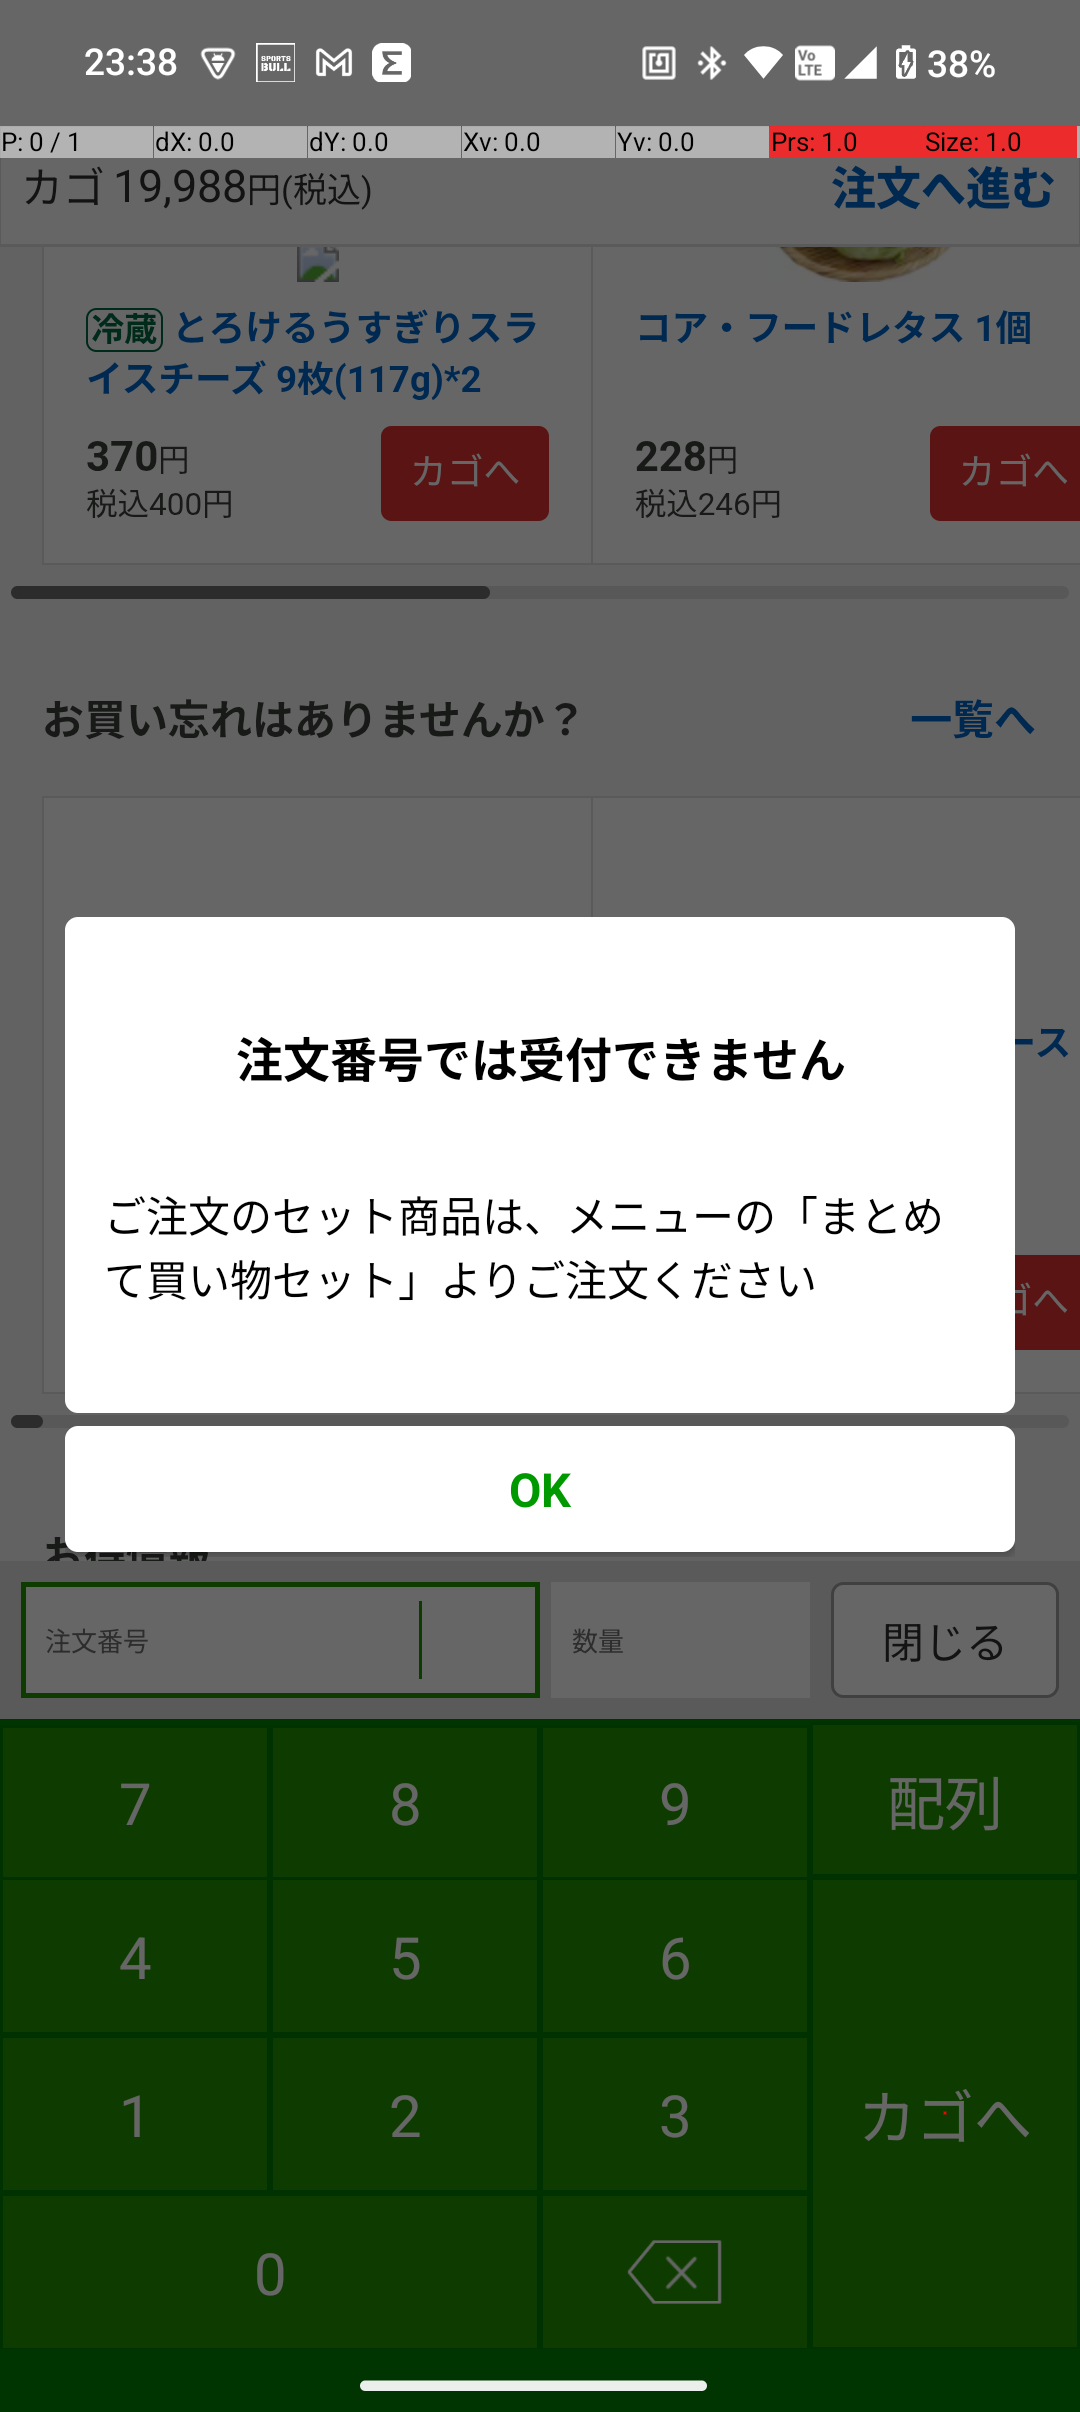 23:38
SPORTS BULL
Vo LTE
38%
P: 0 / 1
dX: 0.0
dY: 0.0
Xv: 0.0
Yv: 0.0
Prs: 1.0
Size: 1.0
カゴ 19,988円(税込)
注文へ進む
冷蔵 とろけるうすぎりスラ
イスチーズ 9枚(117g)*2
370円
税込400円
カゴへ
コア・フードレタス 1個
228円
税込246円
カゴへ
お買い忘れはありませんか？
一覧へ
ース
ゴへ
注文番号では受付できません
ご注文のセット商品は、メニューの「まとめ
て買い物セット」よりご注文ください
OK
お得情報
注文番号
数量
閉じる
7
8
9
配列
4
5
6
1
2
3
カゴへ
0